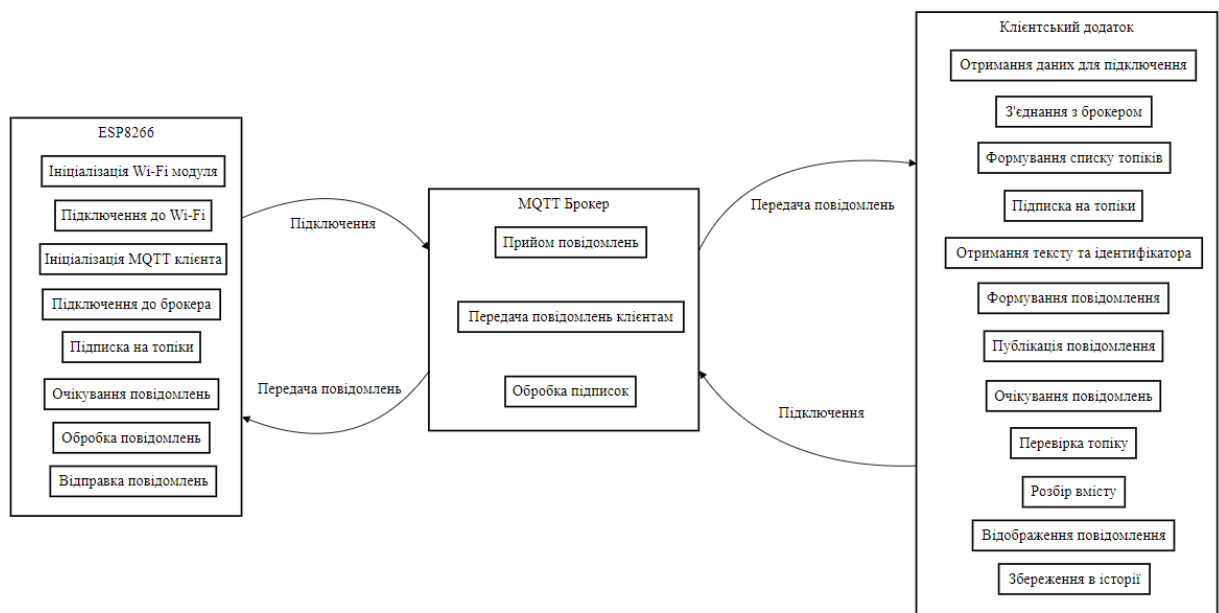 ESP8266
Ініціалізація Wi-Fi модуля
Підключення до Wi-Fi
Ініціалізація MQTT клієнта
Підключення до брокера
Підписка на топіки
Очікування повідомлень
Обробка повідомлень
Відправка повідомлень
Підключення
Передача повідомлень
MQTT Брокер
Прийом повідомлень
Передача повідомлень клієнтам
Обробка підписок
Передача повідомлень
Підключення
Клієнтський додаток
Отримання даних для підключення
З'єднання з брокером
Формування списку топіків
Підписка на топіки
Отримання тексту та ідентифікатора
Формування повідомлення
Публікація повідомлення
Очікування повідомлень
Перевірка топіку
Розбір вмісту
Відображення повідомлення
Збереження в історії